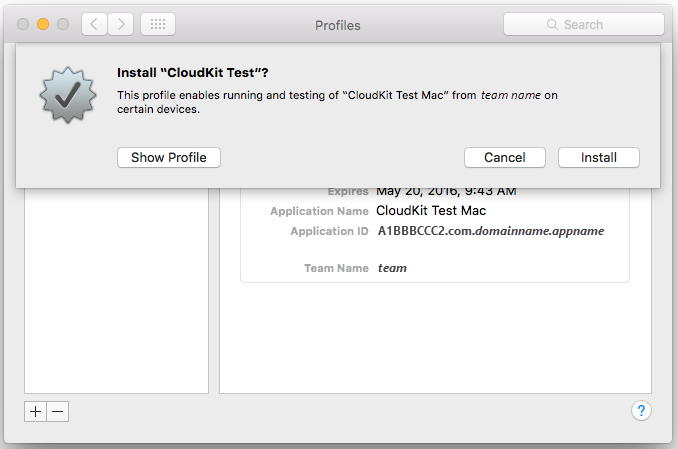 Profiles
Search
Install “CloudKit Test”?
This profile enables running and testing of “CloudKit Test Mac” from team name on
certain devices.
Show Profile
Cancel
Install
Expires May 20, 2016, 9:43 AM
Application Name CloudKit Test Mac
Application ID A1BBBCCC2.com.domainname.appname
Team Name team
+ −
?